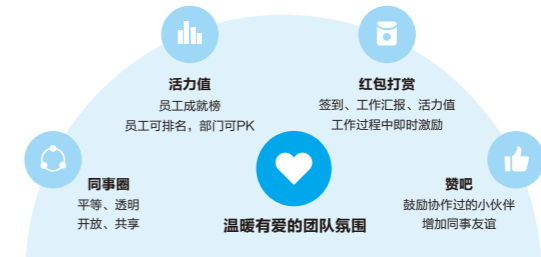 活力值
员工成就榜
员工可排名，部门可PK
红包打赏
签到、工作汇报、活力值
工作过程中即时激励
同事圈
平等、透明
开放、共享
温暖有爱的团队氛围
赞吧
鼓励协作过的小伙伴
增加同事友谊